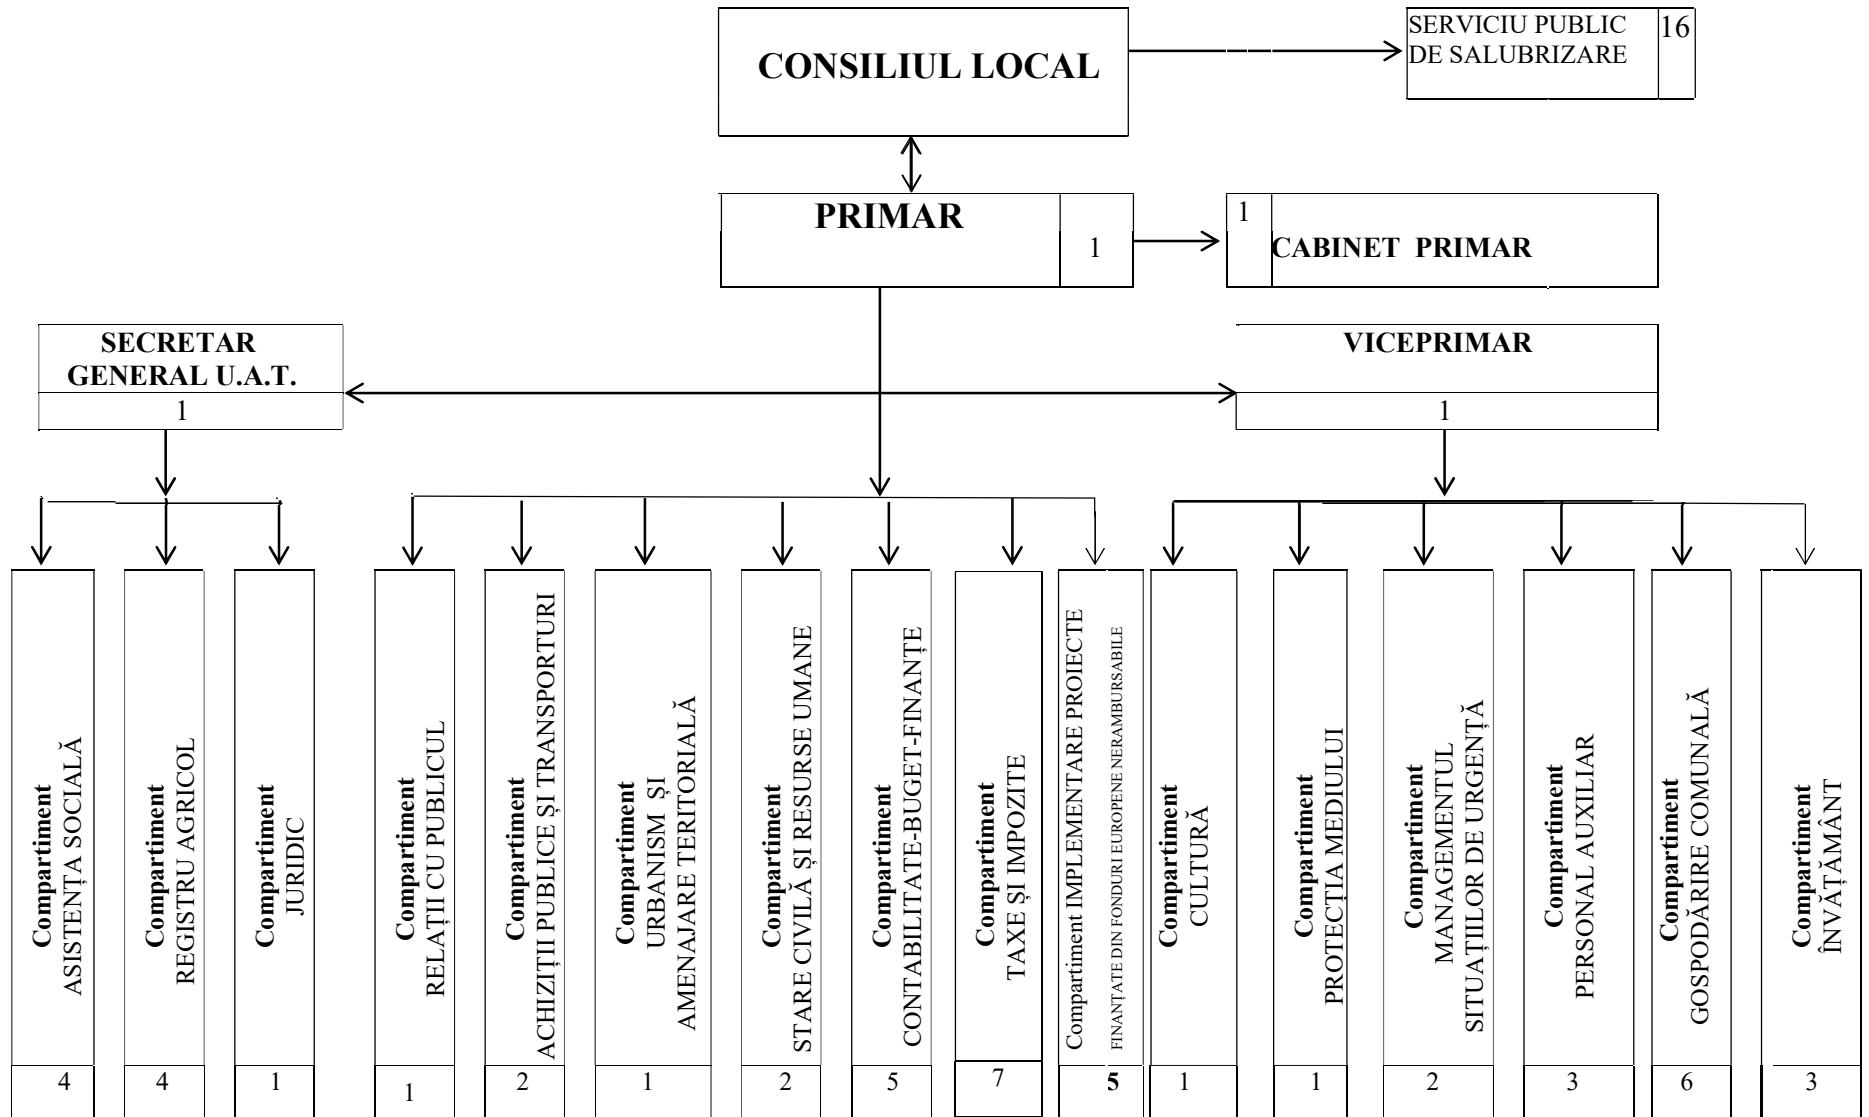 CONSILIUL LOCAL
SERVICIU PUBLIC
DE SALUBRIZARE
16
PRIMAR
1
1
CABINET PRIMAR
SECRETAR
GENERAL U.A.T.
1
VICEPRIMAR
1
Compartiment
ASISTENȚA SOCIALĂ
4
Compartiment
REGISTRU AGRICOL
4
Compartiment
JURIDIC
1
Compartiment
RELAȚII CU PUBLICUL
1
Compartiment
ACHIZIȚII PUBLICE ȘI TRANSPORTURI
2
Compartiment
URBANISM ȘI
AMENAJARE TERITORIALĂ
1
Compartiment
STARE CIVILĂ ȘI RESURSE UMANE
2
Compartiment
CONTABILITATE-BUGET-FINANȚE
5
Compartiment
TAXE ȘI IMPOZITE
7
Compartiment IMPLEMENTARE PROIECTE
FINANȚATE DIN FONDURI EUROPENE NERAMBURSABILE
5
Compartiment
CULTURĂ
1
Compartiment
PROTECȚIA MEDIULUI
1
Compartiment
MANAGEMENTUL
SITUAȚIILOR DE URGENȚĂ
2
Compartiment
PERSONAL AUXILIAR
3
Compartiment
GOSPODĂRIRE COMUNALĂ
6
Compartiment
ÎNVĂȚĂMÂNT
3